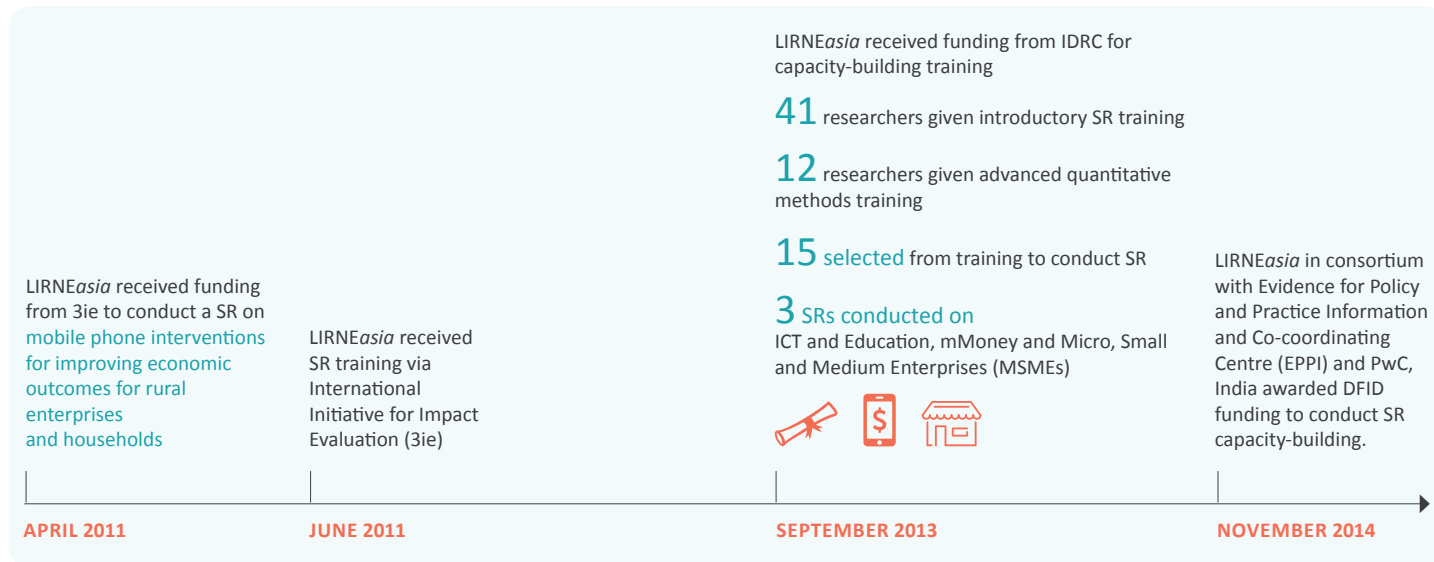 LIRNEasia received funding
from 3ie to conduct a SR on
mobile phone interventions
for improving economic
outcomes for rural
enterprises
and households
APRIL 2011
LIRNEasia received
SR training via
International
Initiative for Impact
Evaluation (3ie)
JUNE 2011
LIRNEasia received funding from IDRC for
capacity-building training
41 researchers given introductory SR training
12 researchers given advanced quantitative
methods training
15 selected from training to conduct SR
3 SRs conducted on
ICT and Education, mMoney and Micro, Small
and Medium Enterprises (MSMEs)
$
SEPTEMBER 2013
LIRNEasia in consortium
with Evidence for Policy
and Practice Information
and Co-coordinating
Centre (EPPI) and PwC,
India awarded DFID
funding to conduct SR
capacity-building.
NOVEMBER 2014